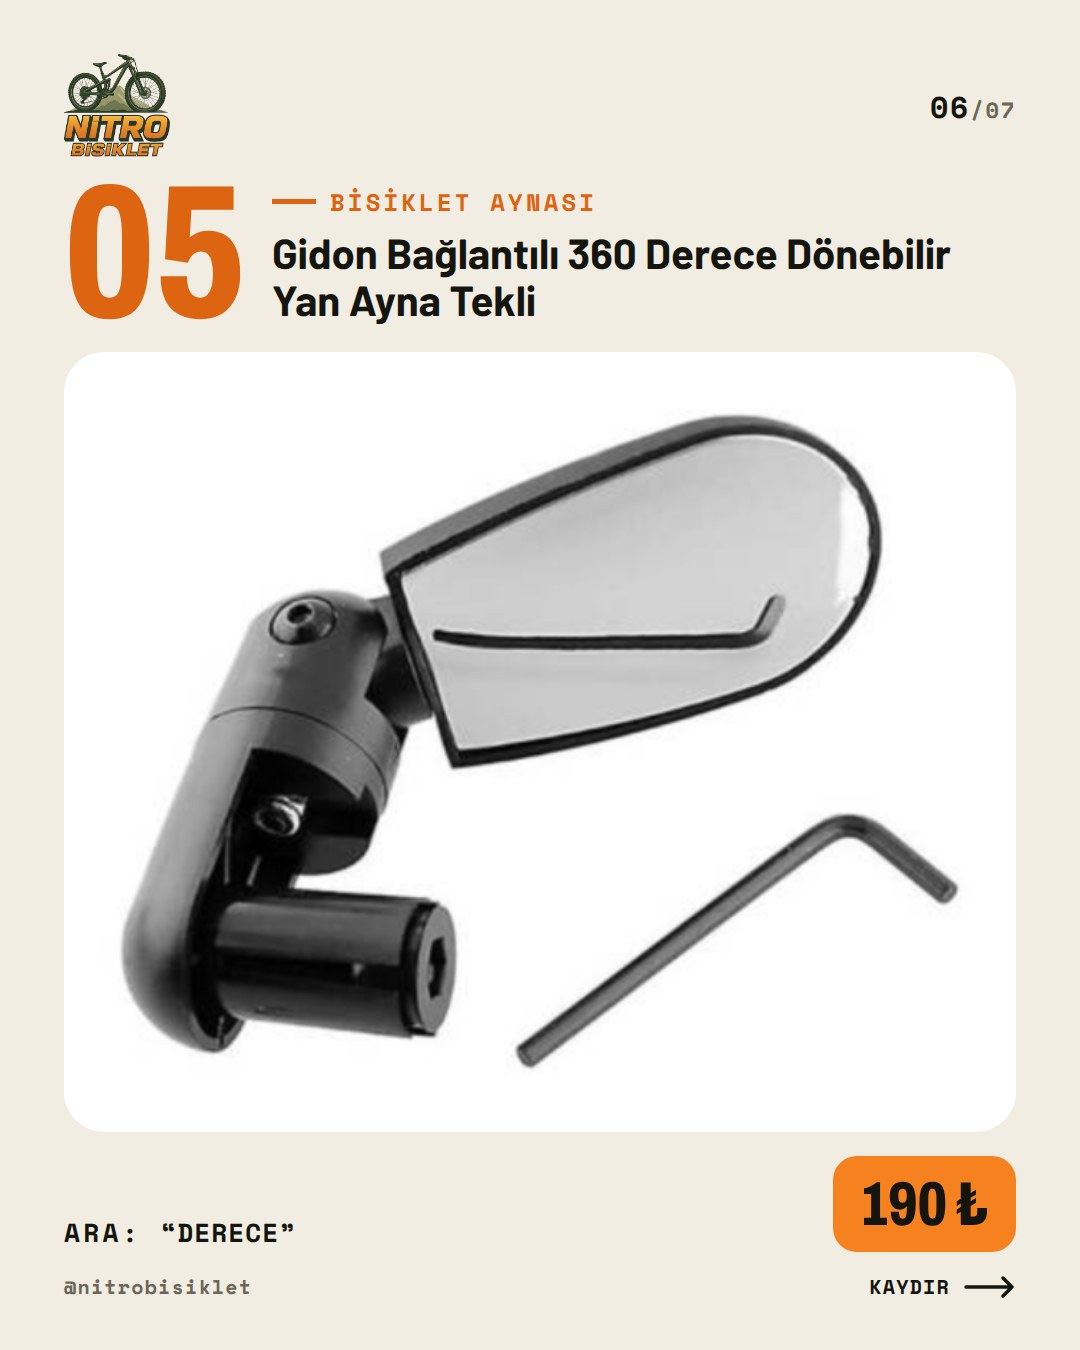 NiTRO
BISIKLET
06/07
05
BİSİKLET AYNASI
Gidon Bağlantılı 360 Derece Dönebilir
Yan Ayna Tekli
190 ₺
ARA: “DERECE”
@nitrobisiklet
KAYDIR →